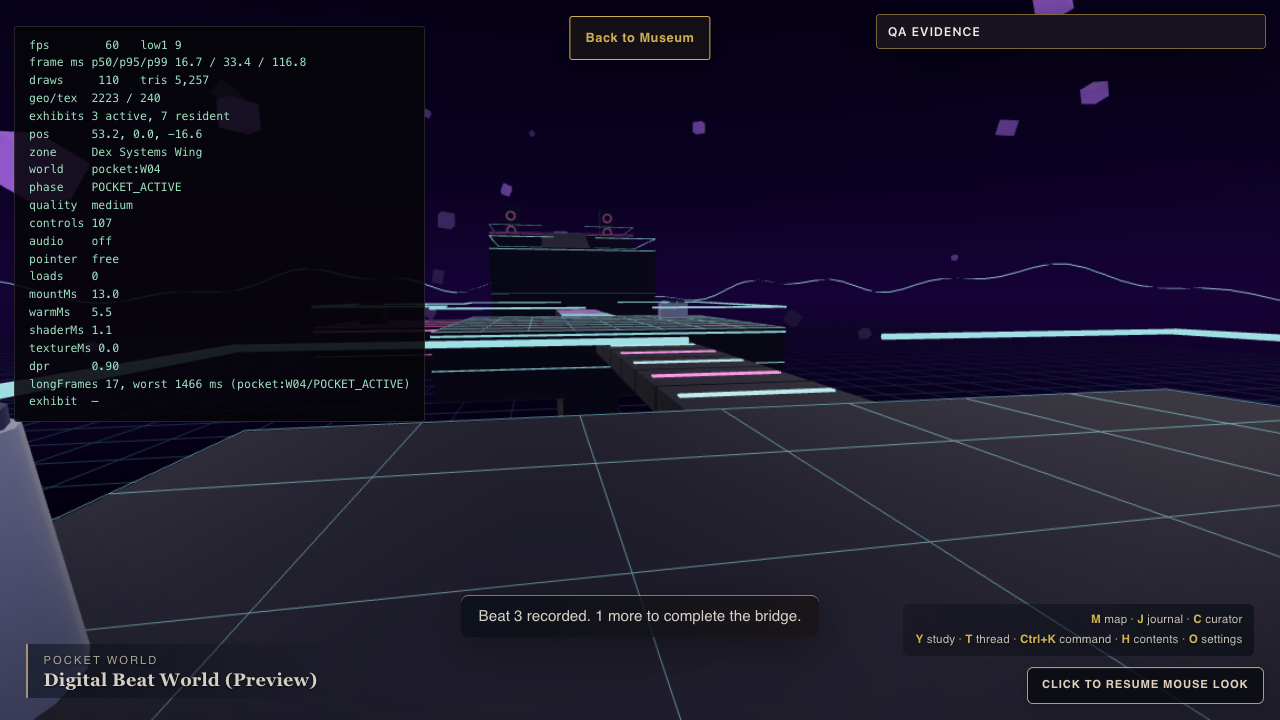 fps 60 low1 9
frame ms p50/p95/p99 16.7 / 33.4 / 116.8
draws 110 tris 5,257
geo/tex 2223 / 240
exhibits 3 active, 7 resident
pos 53.2, 0.0, −16.6
zone Dex Systems Wing
world pocket:W04
phase POCKET_ACTIVE
quality medium
controls 107
audio off
pointer free
loads 0
mountMs 13.0
warmMs 5.5
shaderMs 1.1
textureMs 0.0
dpr 0.90
longFrames 17, worst 1466 ms (pocket:W04/POCKET_ACTIVE)
exhibit —
Back to Museum
QA EVIDENCE
Beat 3 recorded. 1 more to complete the bridge.
M map · J journal · C curator
Y study · T thread · Ctrl+K command · H contents · O settings
POCKET WORLD
Digital Beat World (Preview)
CLICK TO RESUME MOUSE LOOK